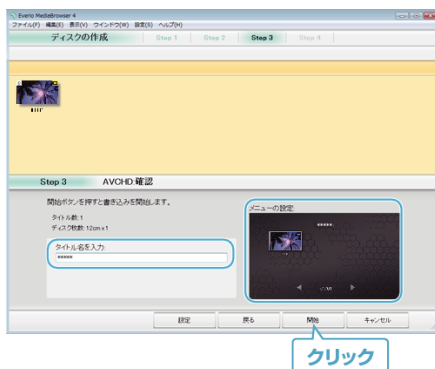 Everio MediaBrowser 4
ファイル(F) 編集(E) 表示(V) ウインドウ(W) 設定(S) ヘルプ(H)
ディスクの作成 Step 1 Step 2 Step 3 Step 4
Step 3 AVCHD:確認
開始ボタンを押すと書き込みを開始します。
タイトル数:1
ディスク枚数: 12cm x1
タイトル名を入力:
*****
メニューの設定
*****
設定 戻る 開始 キャンセル
クリック